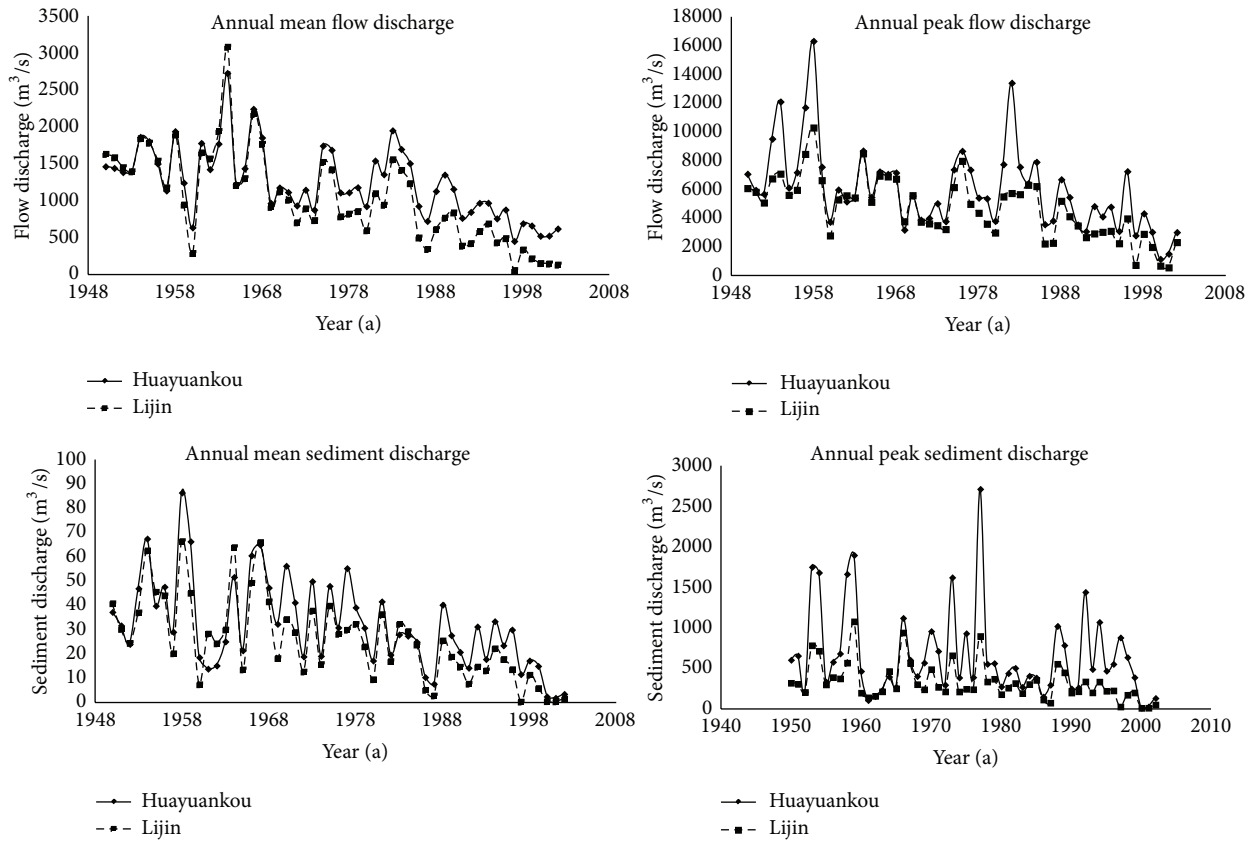 Annual mean flow discharge
Flow discharge (m³/s)
3500
3000
2500
2000
1500
1000
500
0
1948 1958 1968 1978 1988 1998 2008
Year (a)
Huayuankou
Lijin
Annual peak flow discharge
Flow discharge (m³/s)
18000
16000
14000
12000
10000
8000
6000
4000
2000
0
1948 1958 1968 1978 1988 1998 2008
Year (a)
Huayuankou
Lijin
Annual mean sediment discharge
Sediment discharge (m³/s)
100
90
80
70
60
50
40
30
20
10
0
1948 1958 1968 1978 1988 1998 2008
Year (a)
Huayuankou
Lijin
Annual peak sediment discharge
Sediment discharge (m³/s)
3000
2500
2000
1500
1000
500
0
1940 1950 1960 1970 1980 1990 2000 2010
Year (a)
Huayuankou
Lijin